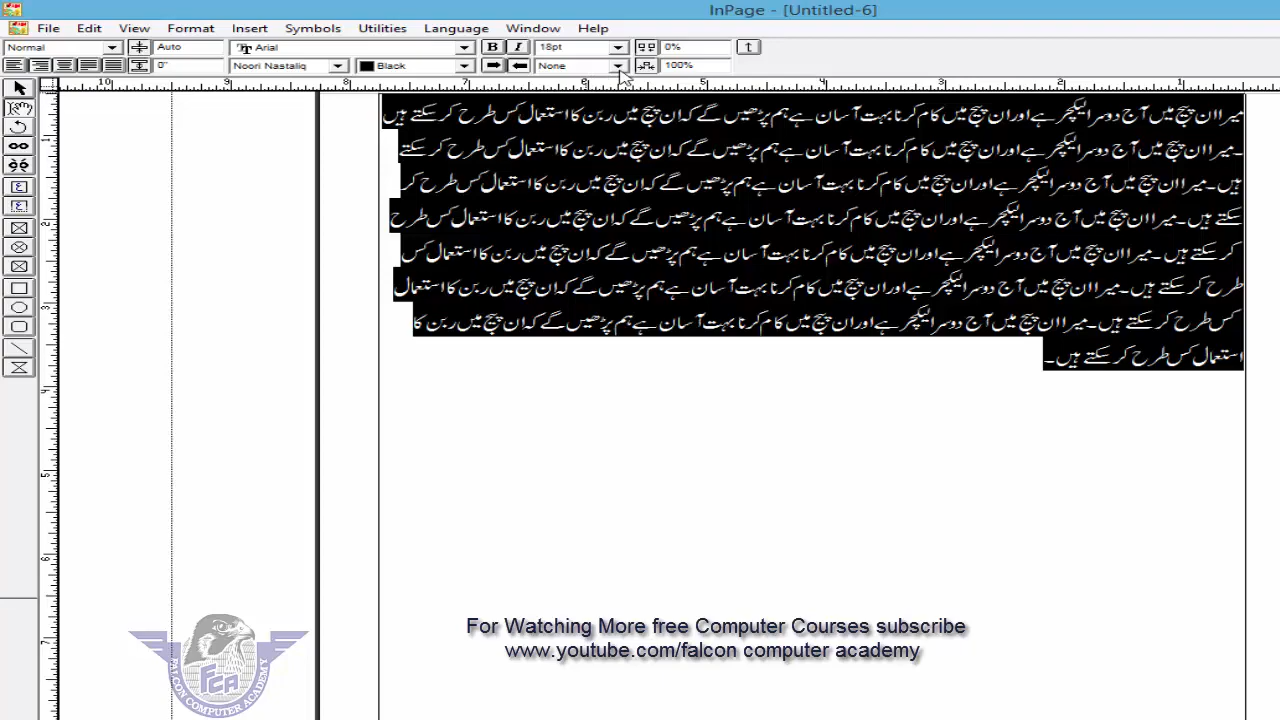 InPage - [Untitled-6]
File Edit View Format Insert Symbols Utilities Language Window Help
Normal Auto Arial B I 18pt 0%
0" Noori Nastaliq Black None 100%
10 9 8 7 6 5 4 3 2 1
میرا ان پیج میں آج دوسرا لیکچر ہے اور ان پیج میں کام کرنا بہت آسان ہے ہم پڑھیں گے کہ ان پیج میں ربن کا استعمال کس طرح کر سکتے ہیں
۔میرا ان پیج میں آج دوسرا لیکچر ہے اور ان پیج میں کام کرنا بہت آسان ہے ہم پڑھیں گے کہ ان پیج میں ربن کا استعمال کس طرح کر سکتے
ہیں۔میرا ان پیج میں آج دوسرا لیکچر ہے اور ان پیج میں کام کرنا بہت آسان ہے ہم پڑھیں گے کہ ان پیج میں ربن کا استعمال کس طرح کر
سکتے ہیں۔میرا ان پیج میں آج دوسرا لیکچر ہے اور ان پیج میں کام کرنا بہت آسان ہے ہم پڑھیں گے کہ ان پیج میں ربن کا استعمال کس طرح
کر سکتے ہیں۔میرا ان پیج میں آج دوسرا لیکچر ہے اور ان پیج میں کام کرنا بہت آسان ہے ہم پڑھیں گے کہ ان پیج میں ربن کا استعمال کس
طرح کر سکتے ہیں۔میرا ان پیج میں آج دوسرا لیکچر ہے اور ان پیج میں کام کرنا بہت آسان ہے ہم پڑھیں گے کہ ان پیج میں ربن کا استعمال
کس طرح کر سکتے ہیں۔میرا ان پیج میں آج دوسرا لیکچر ہے اور ان پیج میں کام کرنا بہت آسان ہے ہم پڑھیں گے کہ ان پیج میں ربن کا
استعمال کس طرح کر سکتے ہیں۔
For Watching More free Computer Courses subscribe
www.youtube.com/falcon computer academy
FCA
FALCON COMPUTER ACADEMY